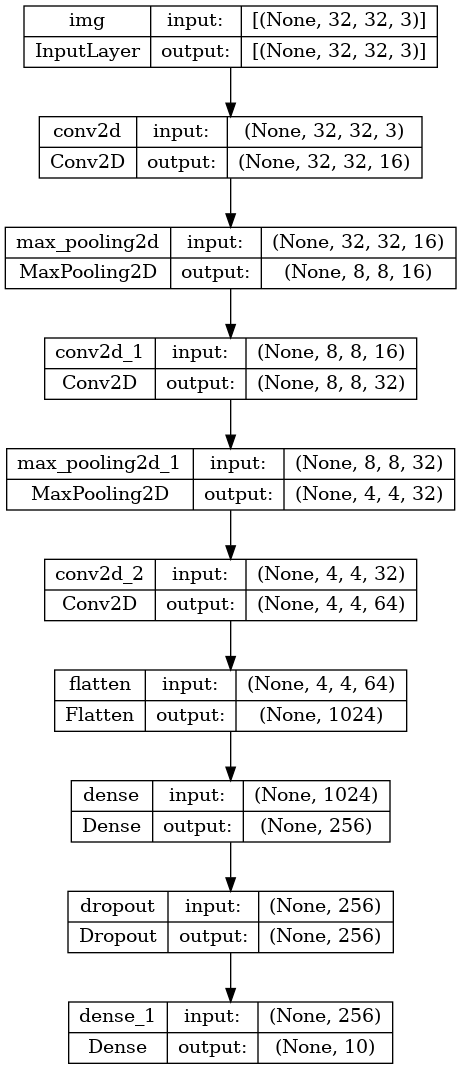 img input: [(None, 32, 32, 3)]
InputLayer output: [(None, 32, 32, 3)]
conv2d input: (None, 32, 32, 3)
Conv2D output: (None, 32, 32, 16)
max_pooling2d input: (None, 32, 32, 16)
MaxPooling2D output: (None, 8, 8, 16)
conv2d_1 input: (None, 8, 8, 16)
Conv2D output: (None, 8, 8, 32)
max_pooling2d_1 input: (None, 8, 8, 32)
MaxPooling2D output: (None, 4, 4, 32)
conv2d_2 input: (None, 4, 4, 32)
Conv2D output: (None, 4, 4, 64)
flatten input: (None, 4, 4, 64)
Flatten output: (None, 1024)
dense input: (None, 1024)
Dense output: (None, 256)
dropout input: (None, 256)
Dropout output: (None, 256)
dense_1 input: (None, 256)
Dense output: (None, 10)